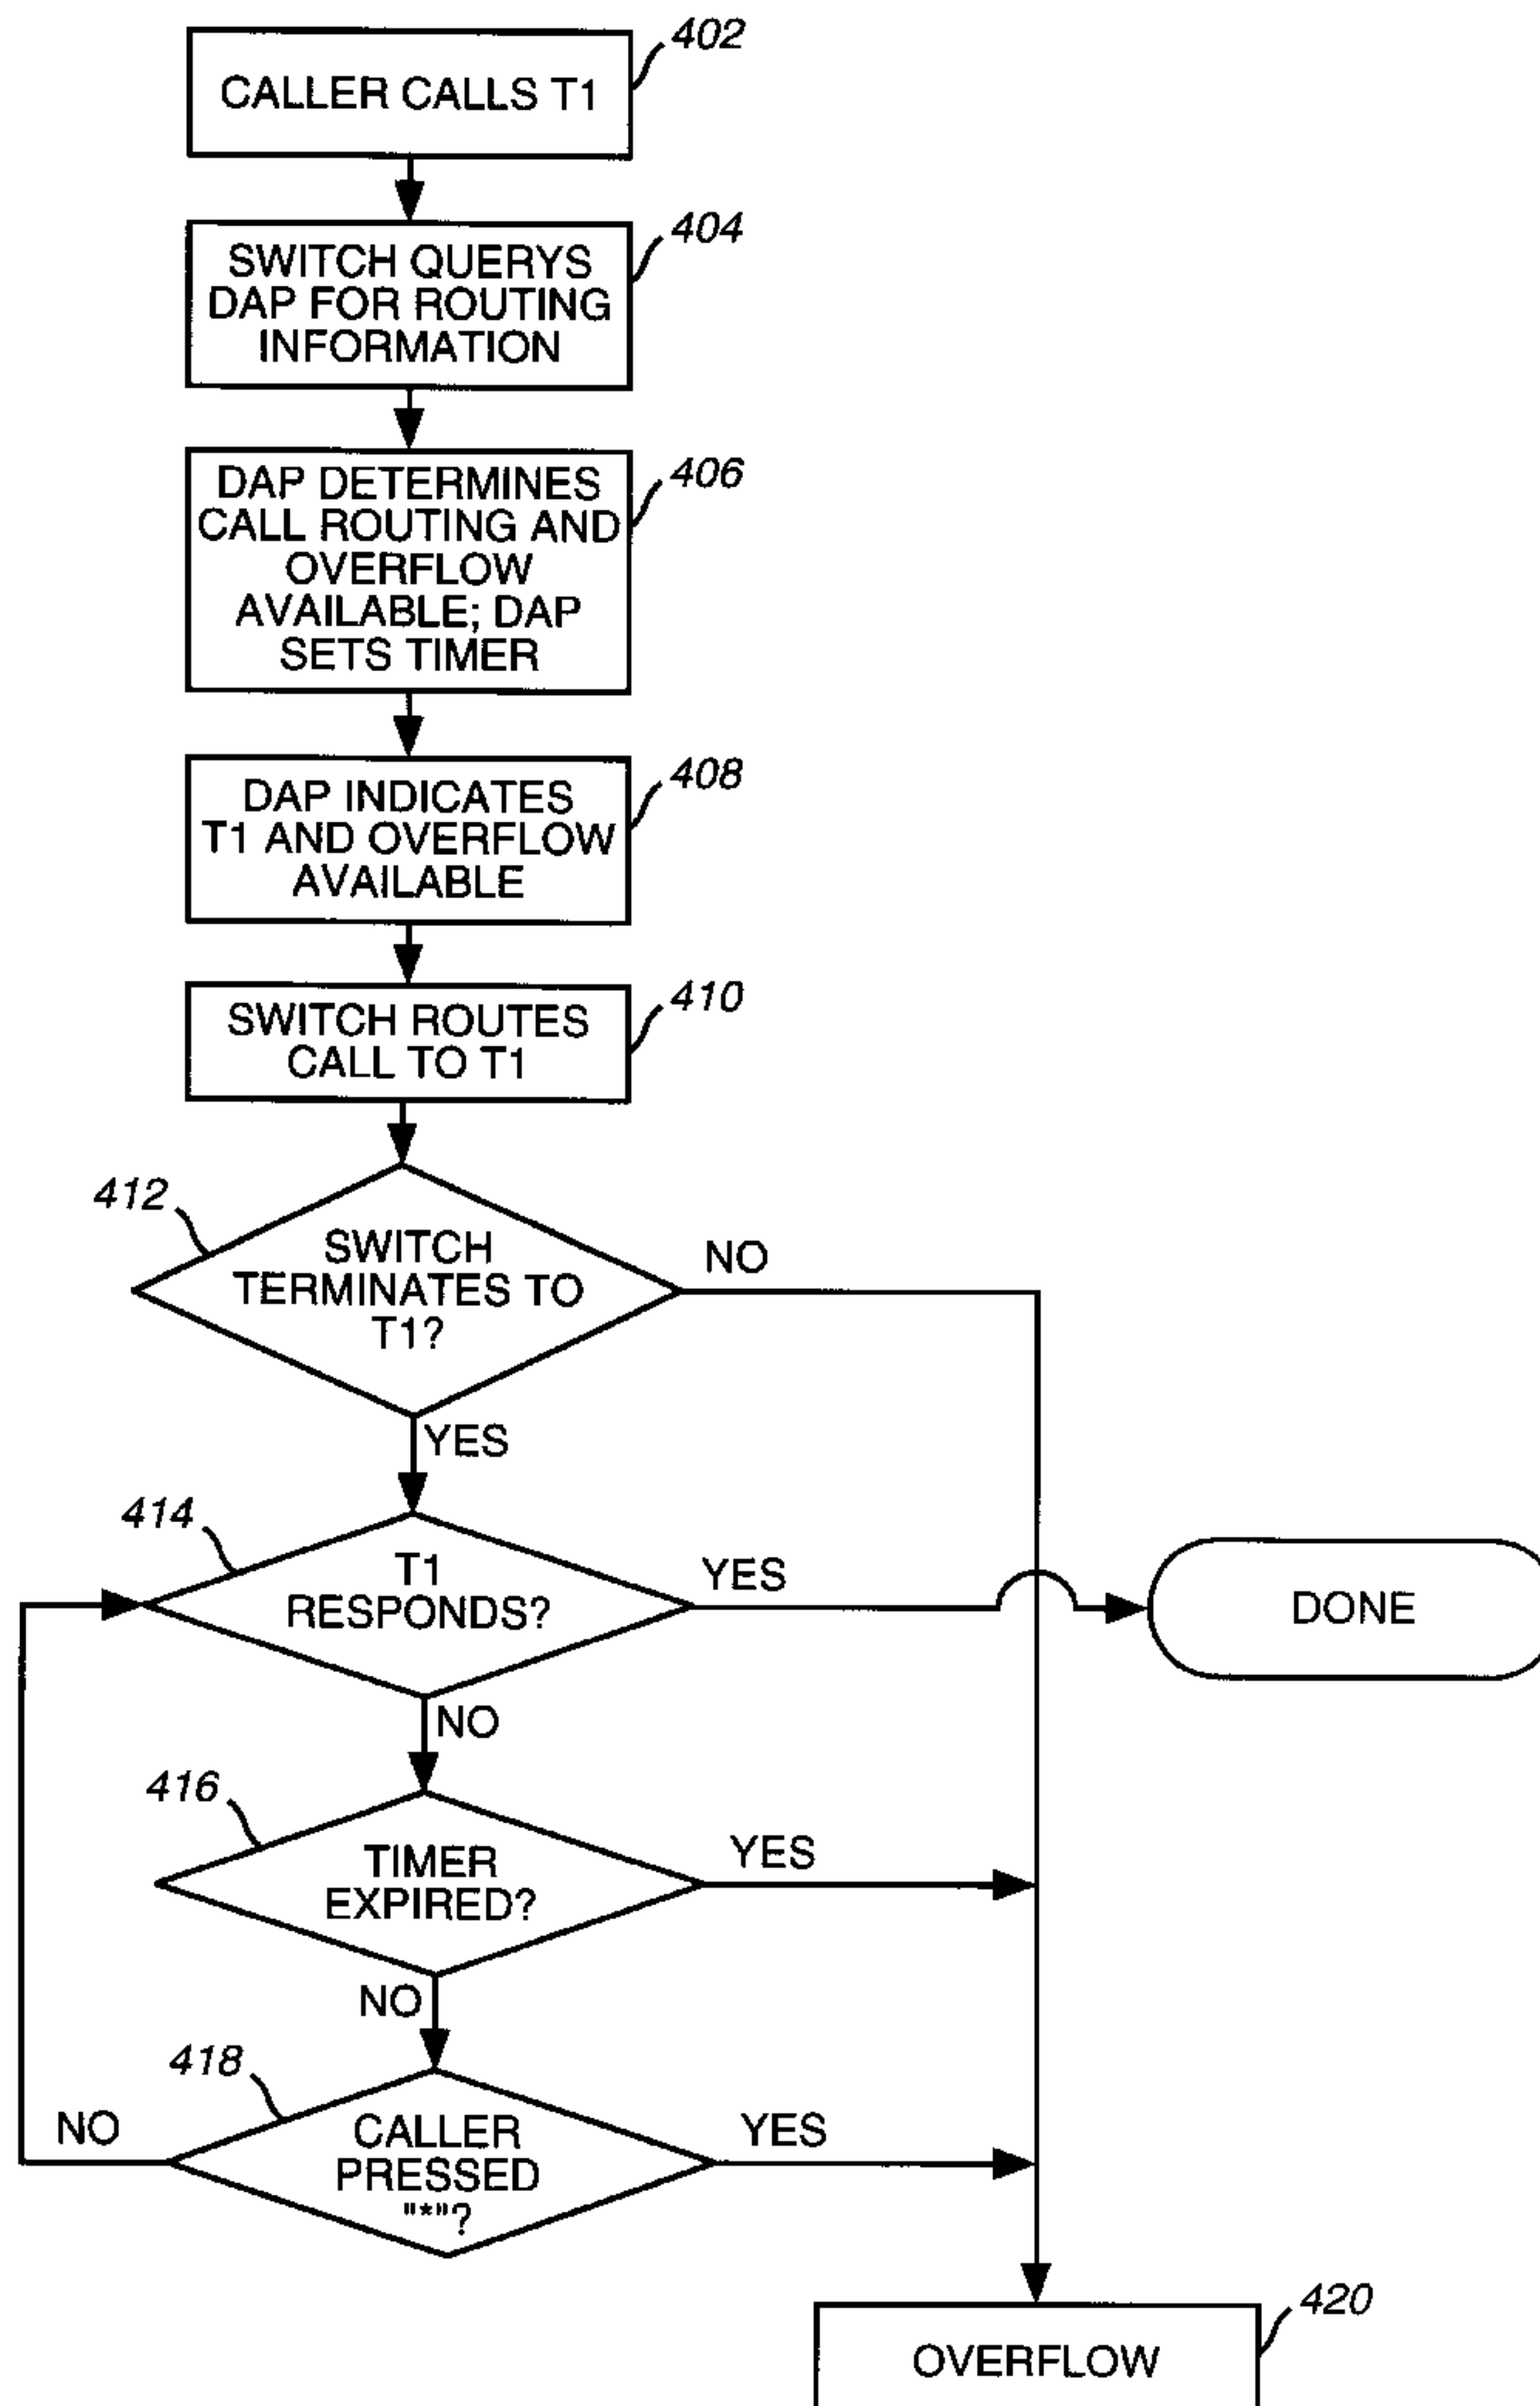 402
CALLER CALLS T1
404
SWITCH QUERYS
DAP FOR ROUTING
INFORMATION
406
DAP DETERMINES
CALL ROUTING AND
OVERFLOW
AVAILABLE; DAP
SETS TIMER
408
DAP INDICATES
T1 AND OVERFLOW
AVAILABLE
410
SWITCH ROUTES
CALL TO T1
412
SWITCH
TERMINATES TO
T1?
NO
YES
414
T1
RESPONDS?
YES
DONE
NO
416
TIMER
EXPIRED?
YES
NO
418
CALLER
PRESSED
"*"?
NO
YES
420
OVERFLOW